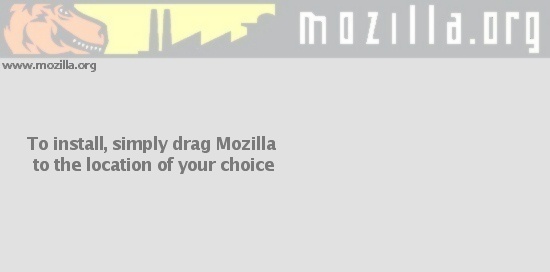 mozilla.org
www.mozilla.org
To install, simply drag Mozilla
to the location of your choice